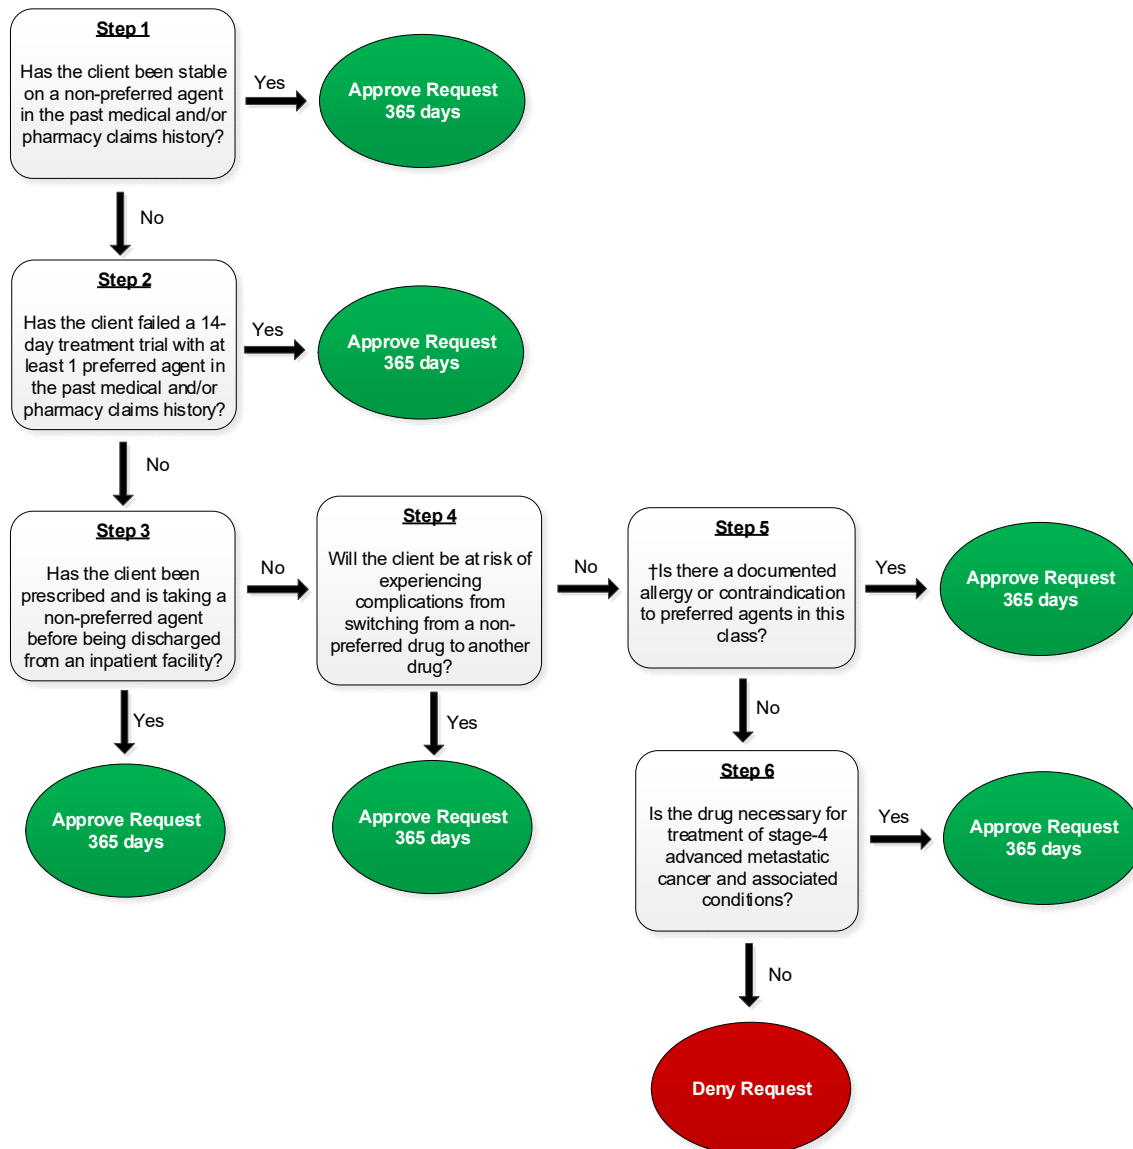 Step 1
Has the client been stable
on a non-preferred agent
in the past medical and/or
pharmacy claims history?
Yes
Approve Request
365 days
No
Step 2
Has the client failed a 14-
day treatment trial with at
least 1 preferred agent in
the past medical and/or
pharmacy claims history?
Yes
Approve Request
365 days
No
Step 3
Has the client been
prescribed and is taking a
non-preferred agent
before being discharged
from an inpatient facility?
No
Yes
Approve Request
365 days
Step 4
Will the client be at risk of
experiencing
complications from
switching from a non-
preferred drug to another
drug?
No
Yes
Approve Request
365 days
Step 5
†Is there a documented
allergy or contraindication
to preferred agents in this
class?
Yes
Approve Request
365 days
No
Step 6
Is the drug necessary for
treatment of stage-4
advanced metastatic
cancer and associated
conditions?
Yes
Approve Request
365 days
No
Deny Request